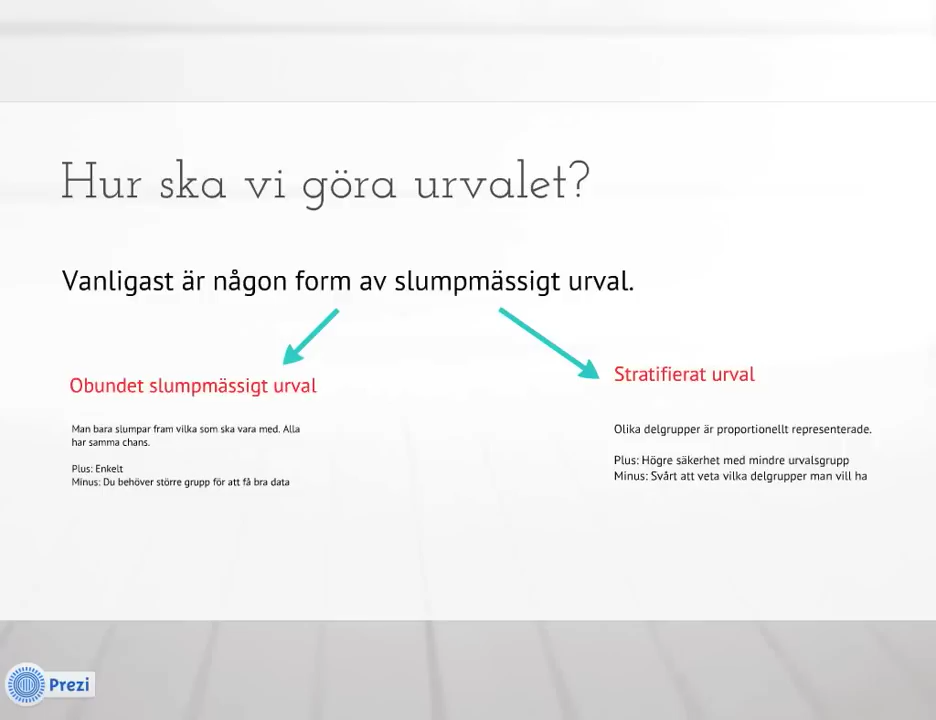 Hur ska vi göra urvalet?
Vanligast är någon form av slumpmässigt urval.
Obundet slumpmässigt urval
Man bara slumpar fram vilka som ska vara med. Alla
har samma chans.
Plus: Enkelt
Minus: Du behöver större grupp för att få bra data
Stratifierat urval
Olika delgrupper är proportionellt representerade.
Plus: Högre säkerhet med mindre urvalsgrupp
Minus: Svårt att veta vilka delgrupper man vill ha
Prezi